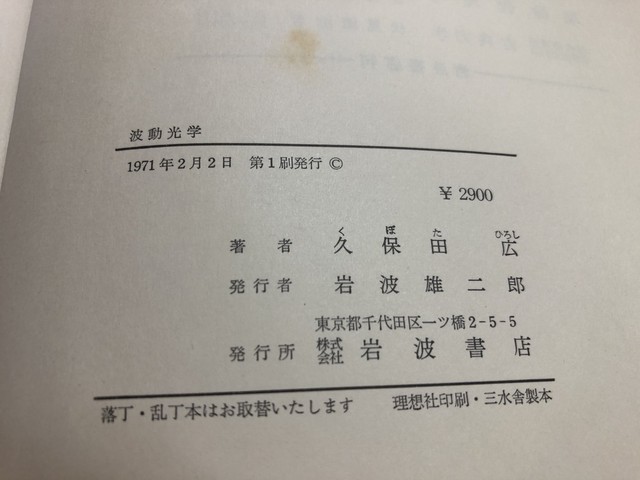 波動光学
1971年2月2日 第1刷発行 ©
¥2900
くぼた ひろし
著者 久保田 広
発行者 岩波雄二郎
東京都千代田区一ツ橋2-5-5
発行所 株式会社 岩波書店
落丁・乱丁本はお取替いたします 理想社印刷・三水舎製本